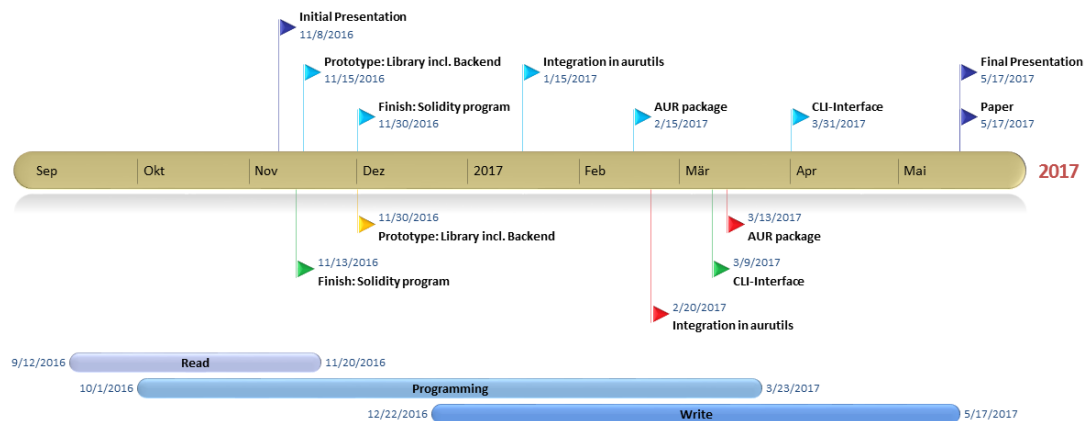 Initial Presentation
11/8/2016
Prototype: Library incl. Backend
11/15/2016
Integration in aurutils
1/15/2017
Final Presentation
5/17/2017
Finish: Solidity program
11/30/2016
AUR package
2/15/2017
CLI-Interface
3/31/2017
Paper
5/17/2017
Sep Okt Nov Dez 2017 Feb Mär Apr Mai 2017
11/30/2016
Prototype: Library incl. Backend
3/13/2017
AUR package
11/13/2016
Finish: Solidity program
3/9/2017
CLI-Interface
2/20/2017
Integration in aurutils
9/12/2016 Read 11/20/2016
10/1/2016 Programming 3/23/2017
12/22/2016 Write 5/17/2017